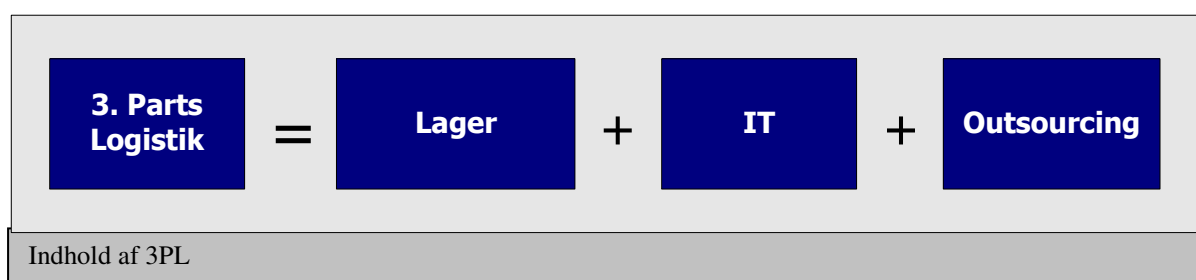 3. Parts
Logistik
=
Lager
+
IT
+
Outsourcing
Indhold af 3PL